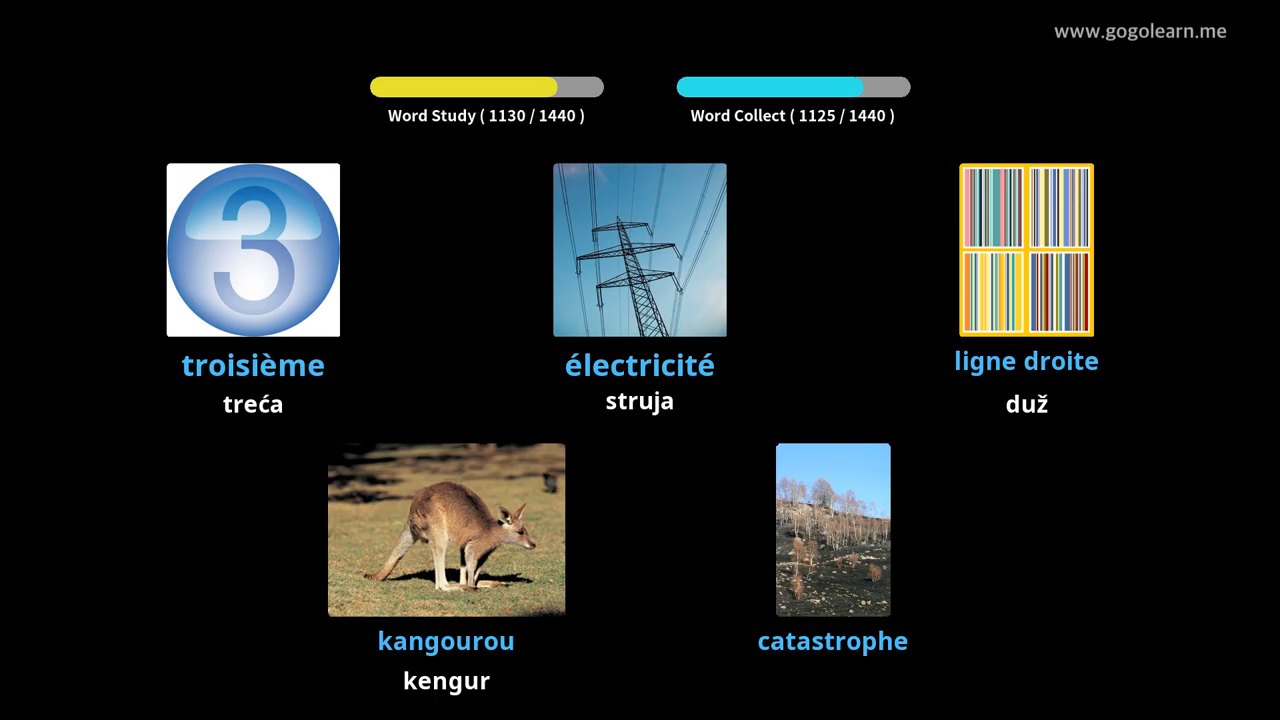 www.gogolearn.me
Word Study ( 1130 / 1440 )
Word Collect ( 1125 / 1440 )
3
troisième
électricité
ligne droite
treća
struja
duž
kangourou
catastrophe
kengur